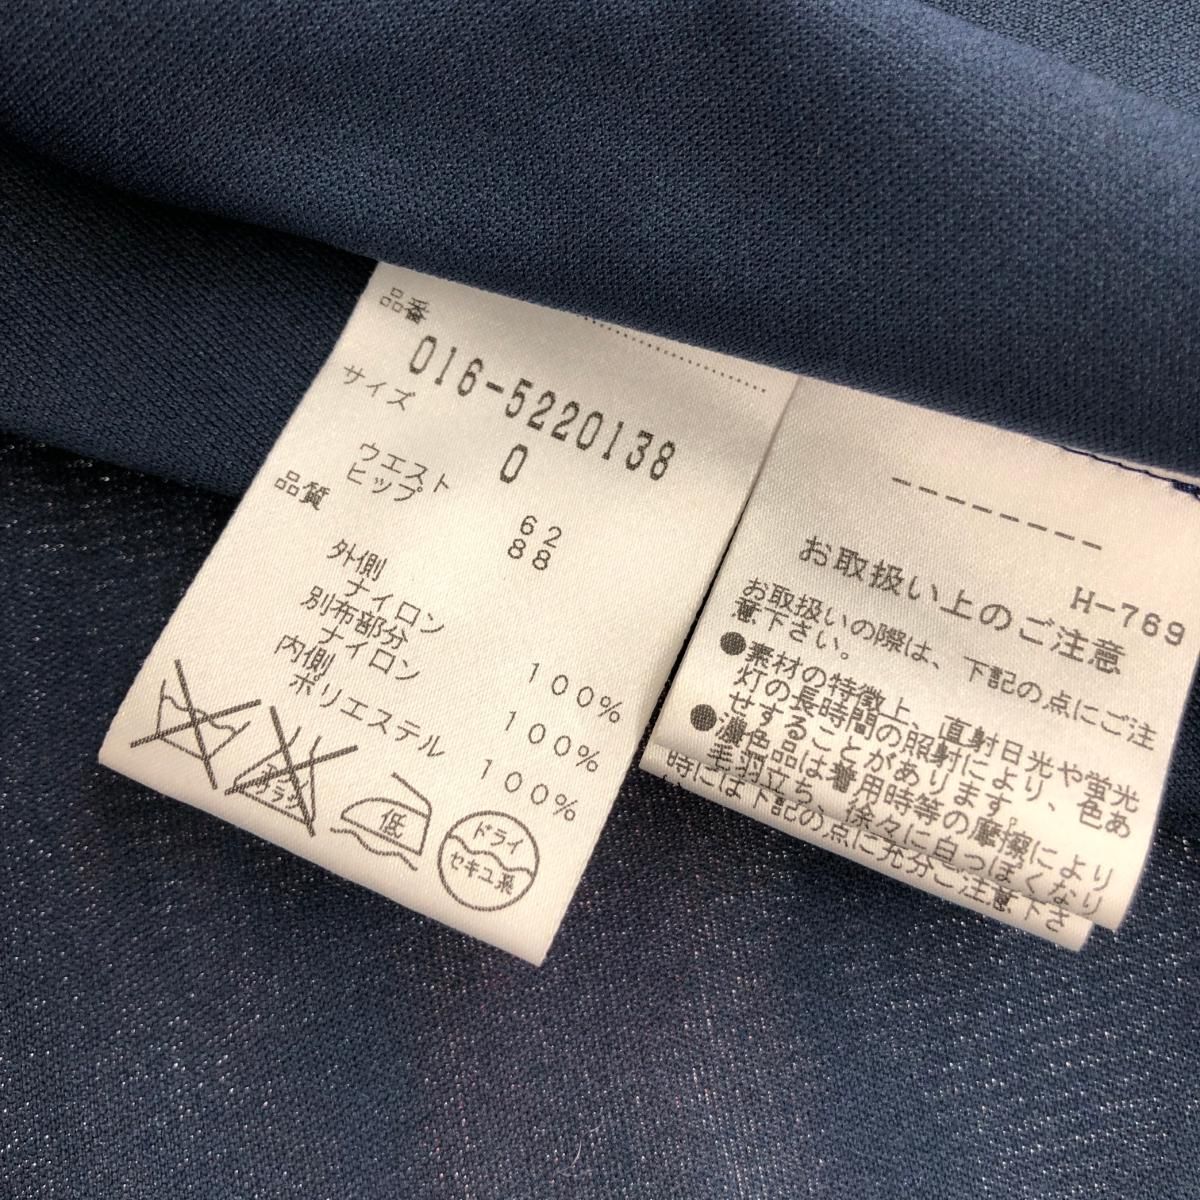 品番
016-5220138
サイズ
0
ウエスト 62
ヒップ 88
品質
外側
ナイロン 100%
別布部分
ナイロン 100%
内側
ポリエステル 100%
エンソ
サラシ
低
ドライ
セキユ系
--------
H-769
お取扱い上のご注意
お取扱いの際は、下記の点にご注
意下さい。
●素材の特徴上、直射日光や蛍光
灯の長時間の照射により、色あ
せすることがあります。
●濃色品は着用時等の摩擦により
毛羽立ち、徐々に白っぽくなり
時には下記の点に充分ご注意下さ